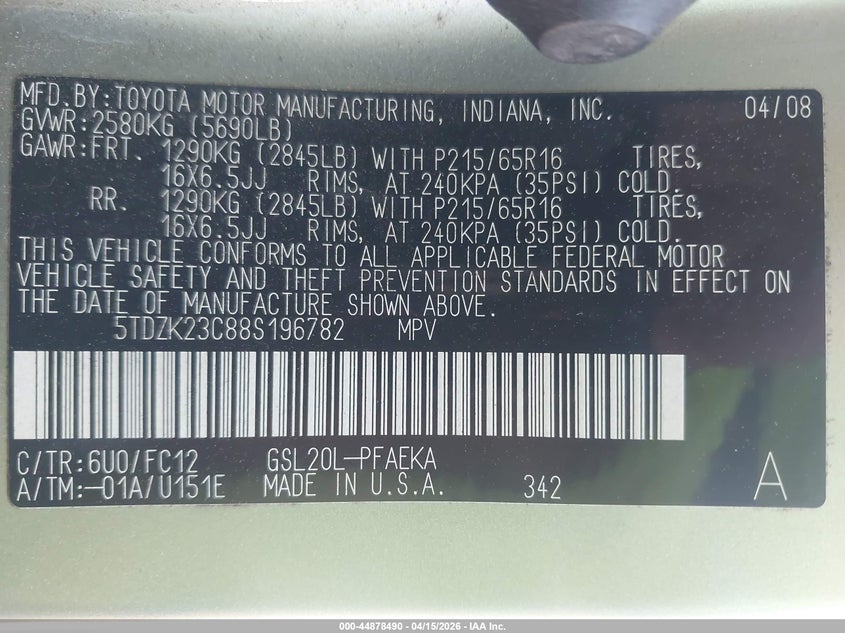 MFD.BY:TOYOTA MOTOR MANUFACTURING, INDIANA, INC. 04/08
GVWR:2580KG (5690LB)
GAWR:FRT. 1290KG (2845LB) WITH P215/65R16 TIRES,
16X6.5JJ RIMS, AT 240KPA (35PSI) COLD.
RR. 1290KG (2845LB) WITH P215/65R16 TIRES,
16X6.5JJ RIMS, AT 240KPA (35PSI) COLD.
THIS VEHICLE CONFORMS TO ALL APPLICABLE FEDERAL MOTOR
VEHICLE SAFETY AND THEFT PREVENTION STANDARDS IN EFFECT ON
THE DATE OF MANUFACTURE SHOWN ABOVE.
5TDZK23C88S196782 MPV
C/TR:6U0/FC12 GSL20L-PFAEKA
A/TM:-01A/U151E MADE IN U.S.A. 342 A
000-44878490 - 04/15/2026 - IAA Inc.